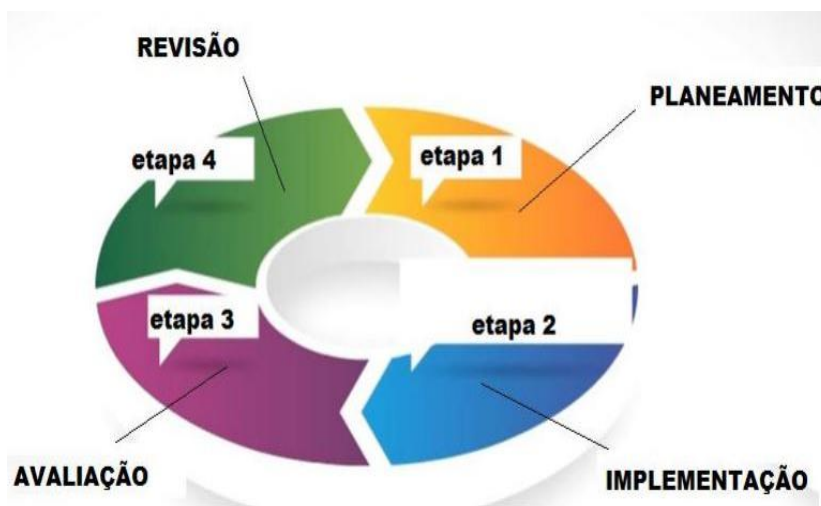 REVISÃO
PLANEAMENTO
etapa 4
etapa 1
etapa 3
etapa 2
AVALIAÇÃO
IMPLEMENTAÇÃO